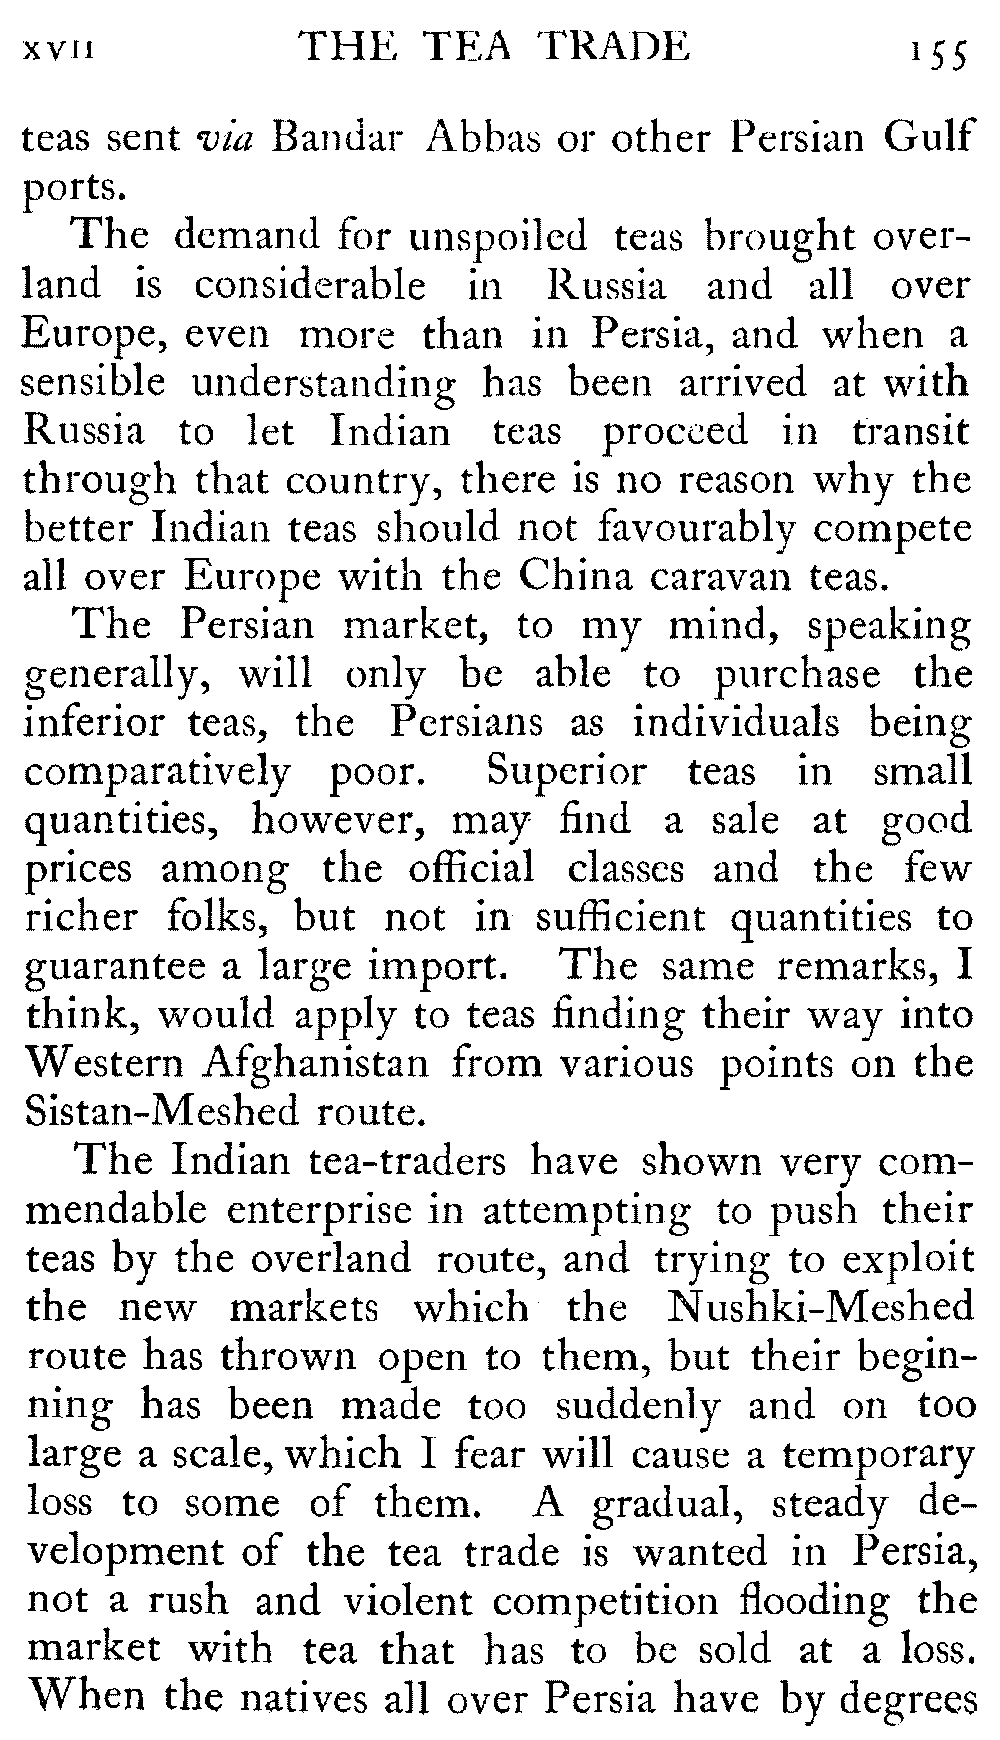 XVII THE TEA TRADE 155
teas sent via Bandar Abbas or other Persian Gulf
ports.
The demand for unspoiled teas brought over-
land is considerable in Russia and all over
Europe, even more than in Persia, and when a
sensible understanding has been arrived at with
Russia to let Indian teas proceed in transit
through that country, there is no reason why the
better Indian teas should not favourably compete
all over Europe with the China caravan teas.
The Persian market, to my mind, speaking
generally, will only be able to purchase the
inferior teas, the Persians as individuals being
comparatively poor. Superior teas in small
quantities, however, may find a sale at good
prices among the official classes and the few
richer folks, but not in sufficient quantities to
guarantee a large import. The same remarks, I
think, would apply to teas finding their way into
Western Afghanistan from various points on the
Sistan-Meshed route.
The Indian tea-traders have shown very com-
mendable enterprise in attempting to push their
teas by the overland route, and trying to exploit
the new markets which the Nushki-Meshed
route has thrown open to them, but their begin-
ning has been made too suddenly and on too
large a scale, which I fear will cause a temporary
loss to some of them. A gradual, steady de-
velopment of the tea trade is wanted in Persia,
not a rush and violent competition flooding the
market with tea that has to be sold at a loss.
When the natives all over Persia have by degrees